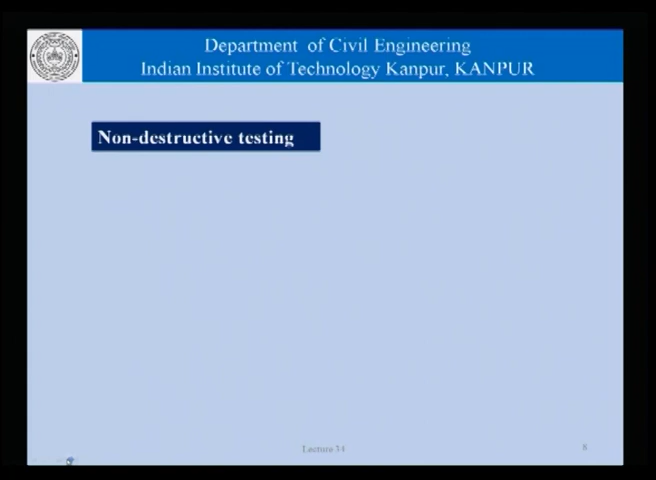 Department of Civil Engineering
Indian Institute of Technology Kanpur, KANPUR
Non-destructive testing
Lecture 34
8